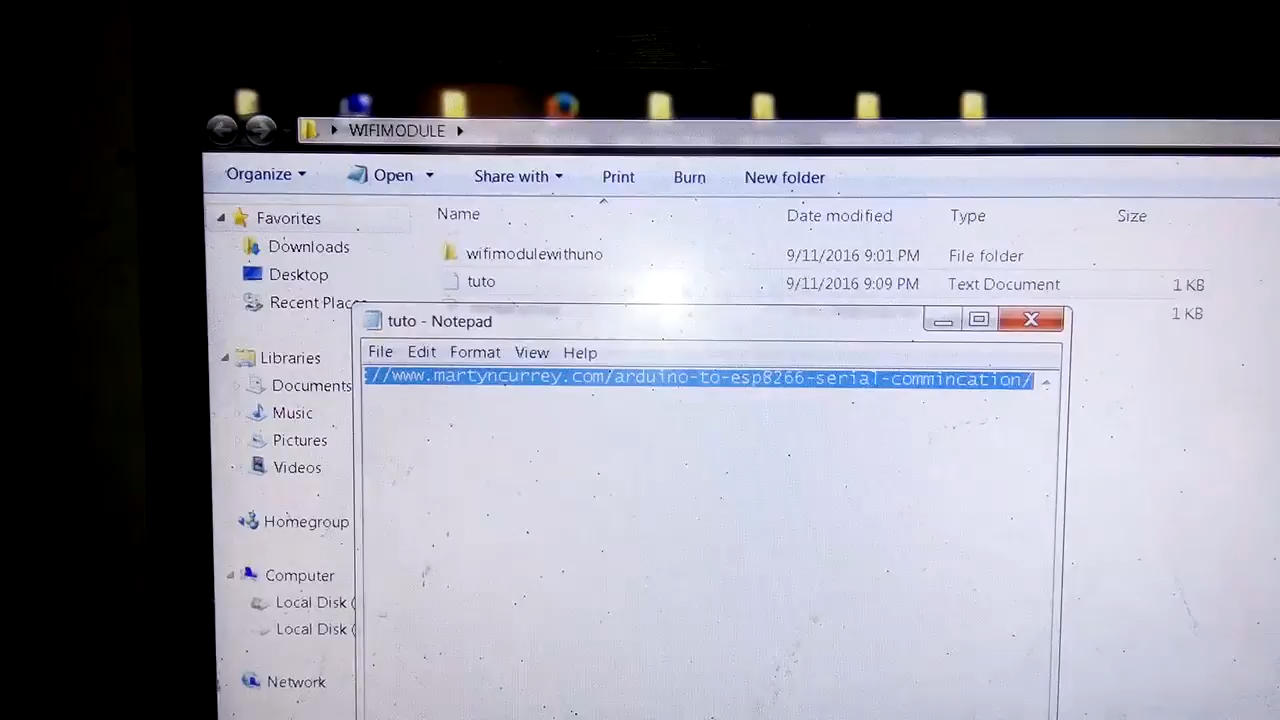 WIFIMODULE
Organize Open Share with Print Burn New folder
Favorites
Downloads
Desktop
Recent Places
Libraries
Documents
Music
Pictures
Videos
Homegroup
Computer
Local Disk (
Local Disk (
Network
Name Date modified Type Size
wifimodulewithuno 9/11/2016 9:01 PM File folder
tuto 9/11/2016 9:09 PM Text Document 1 KB
1 KB
tuto - Notepad
File Edit Format View Help
://www.martyncurrey.com/arduino-to-esp8266-serial-commincation/